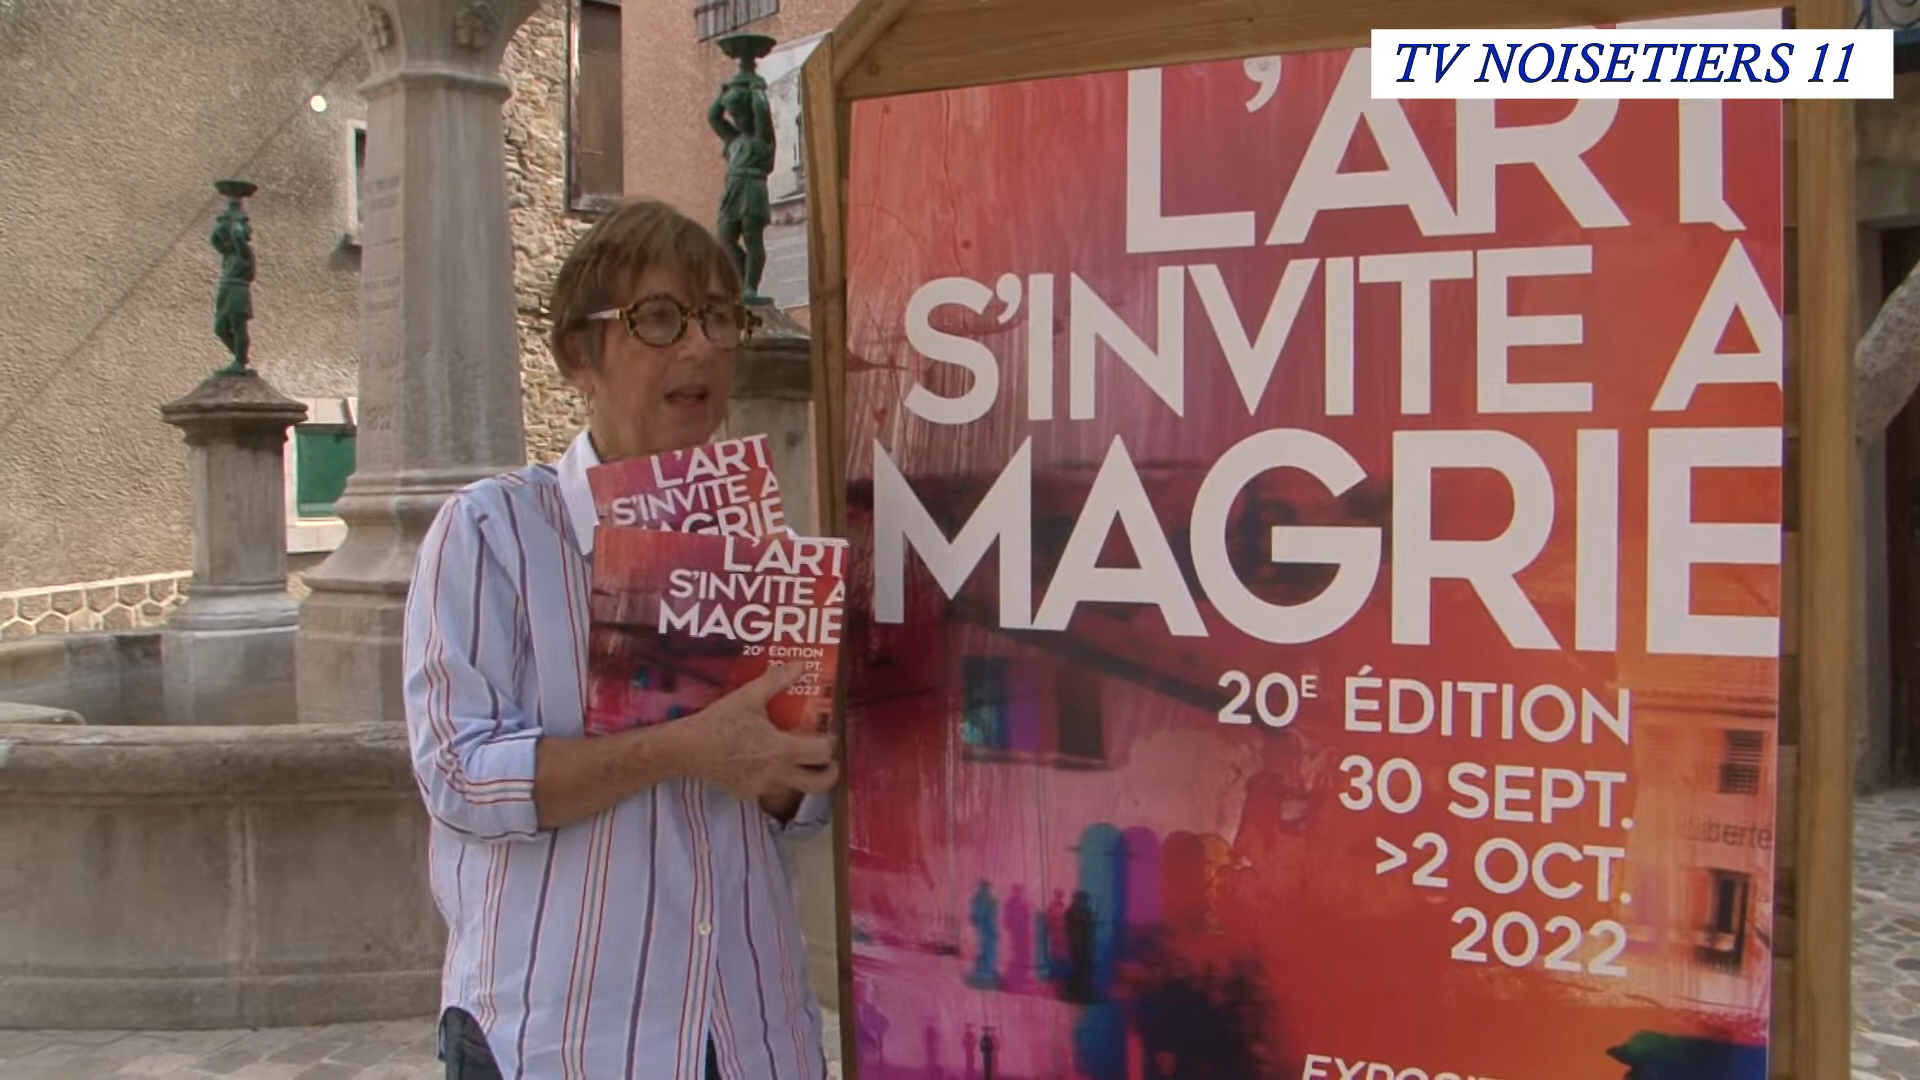 TV NOISETIERS 11
L'ART
S'INVITE A
MAGRIE
20E ÉDITION
30 SEPT.
>2 OCT.
2022
L'ART
S'INVITE A
MAGRIE
L'ART
S'INVITE A
MAGRIE
20E ÉDITION
2022